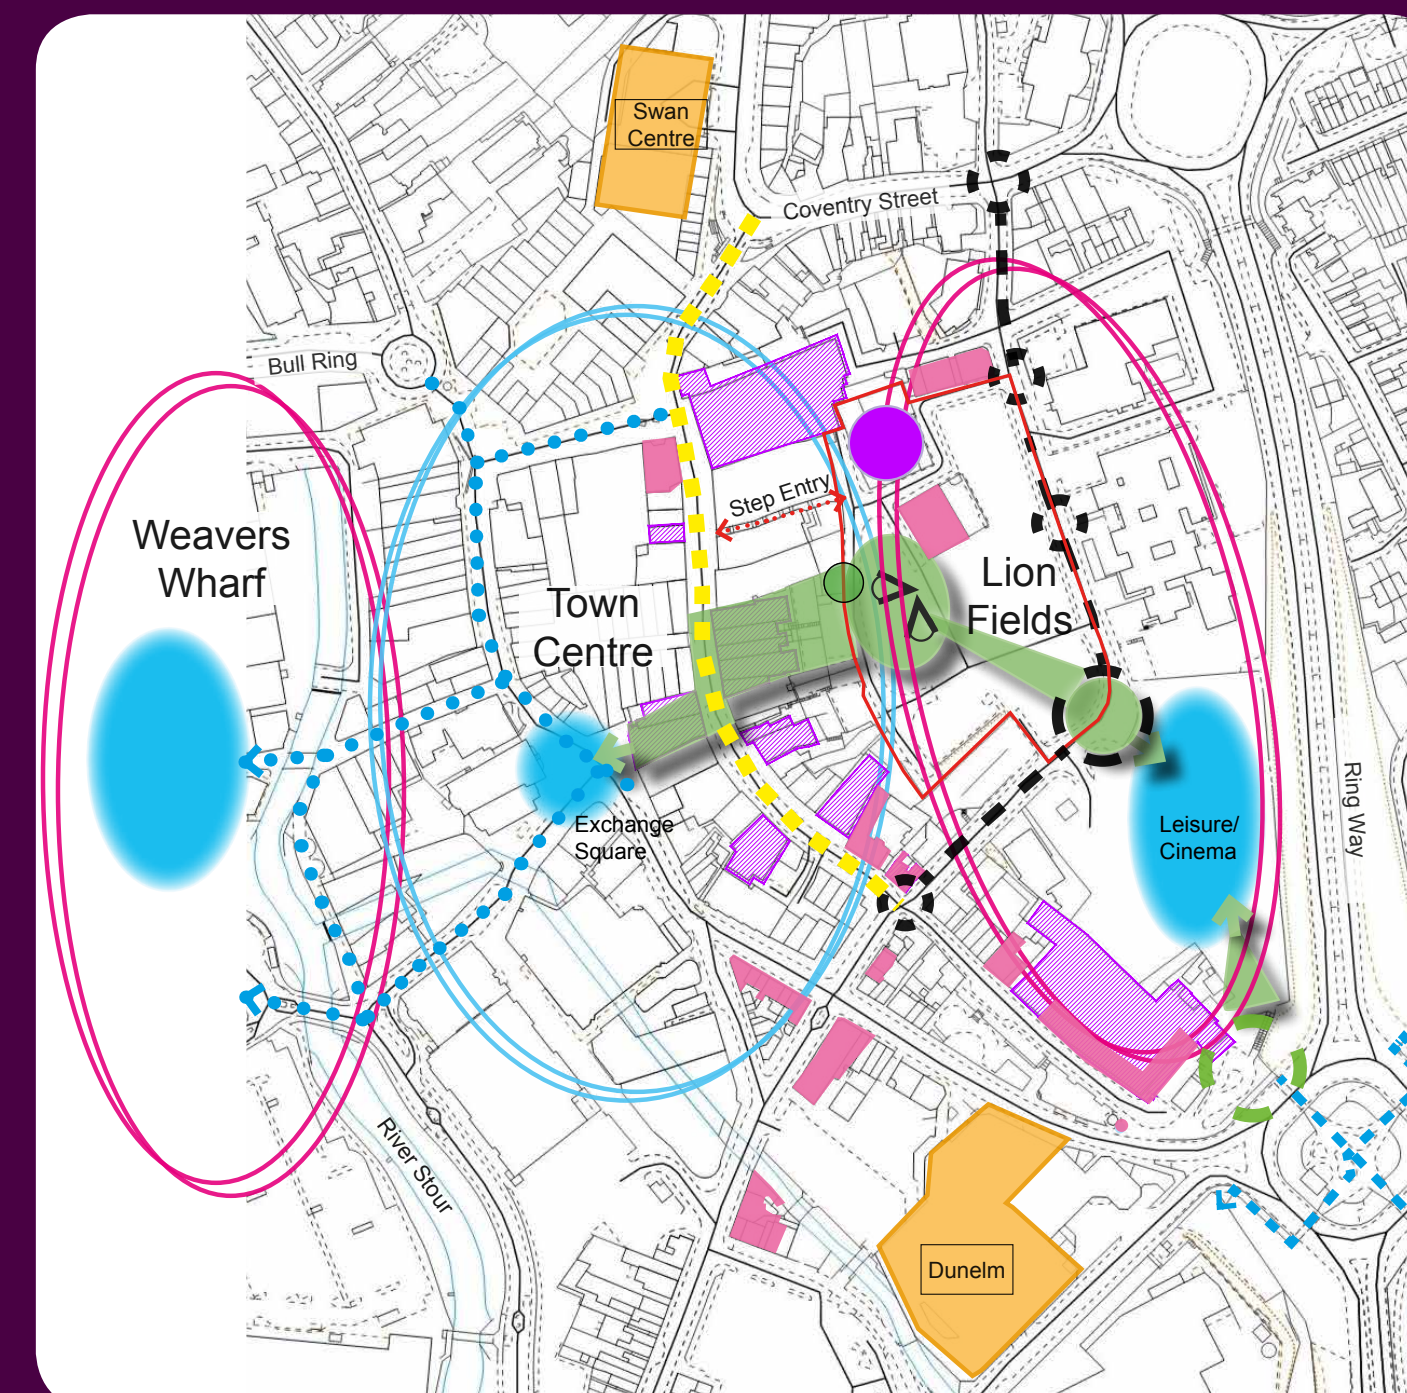 Swan
Centre
Coventry Street
Bull Ring
Step Entry
Weavers
Wharf
Lion
Fields
Town
Centre
Exchange
Square
Leisure/
Cinema
Ring Way
River Stour
Dunelm